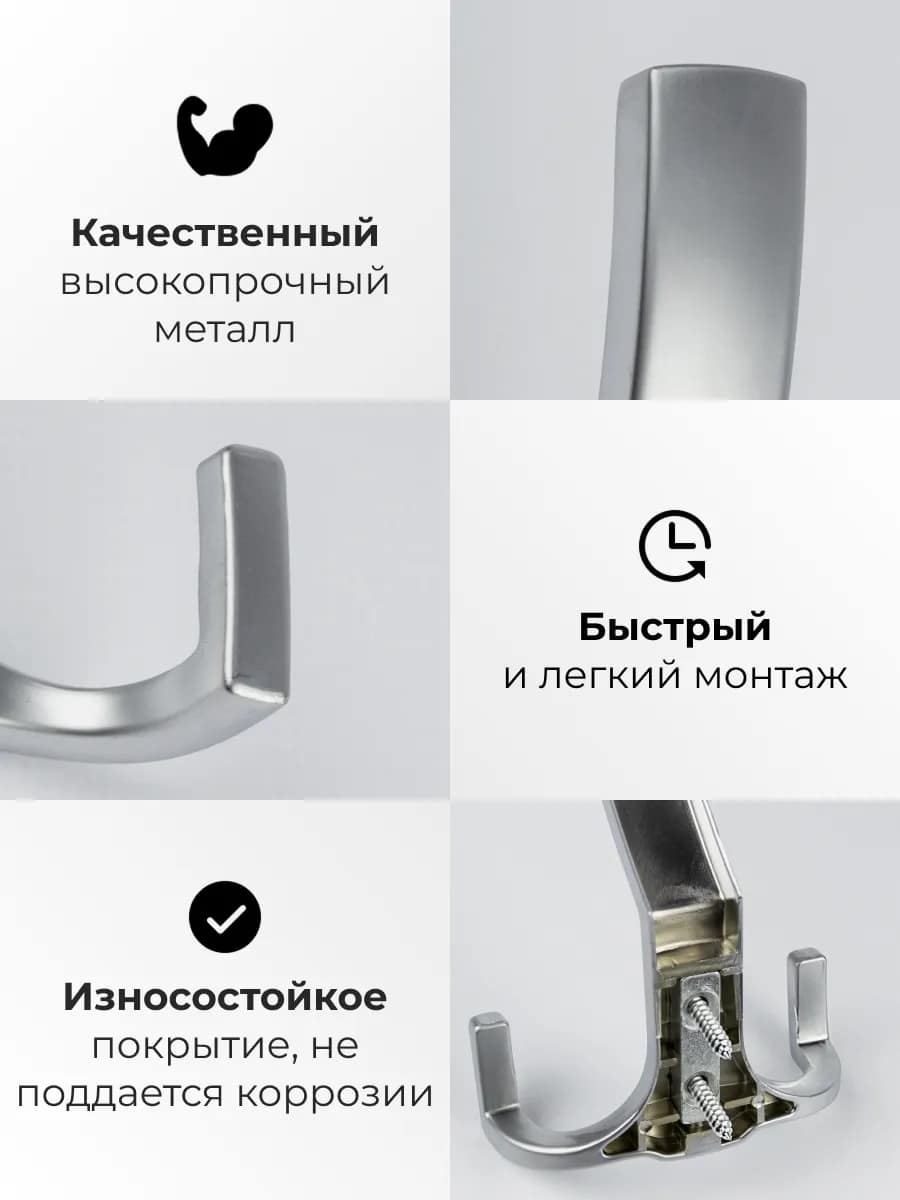 Качественный
высокопрочный
металл
Быстрый
и легкий монтаж
Износостойкое
покрытие, не
поддается коррозии